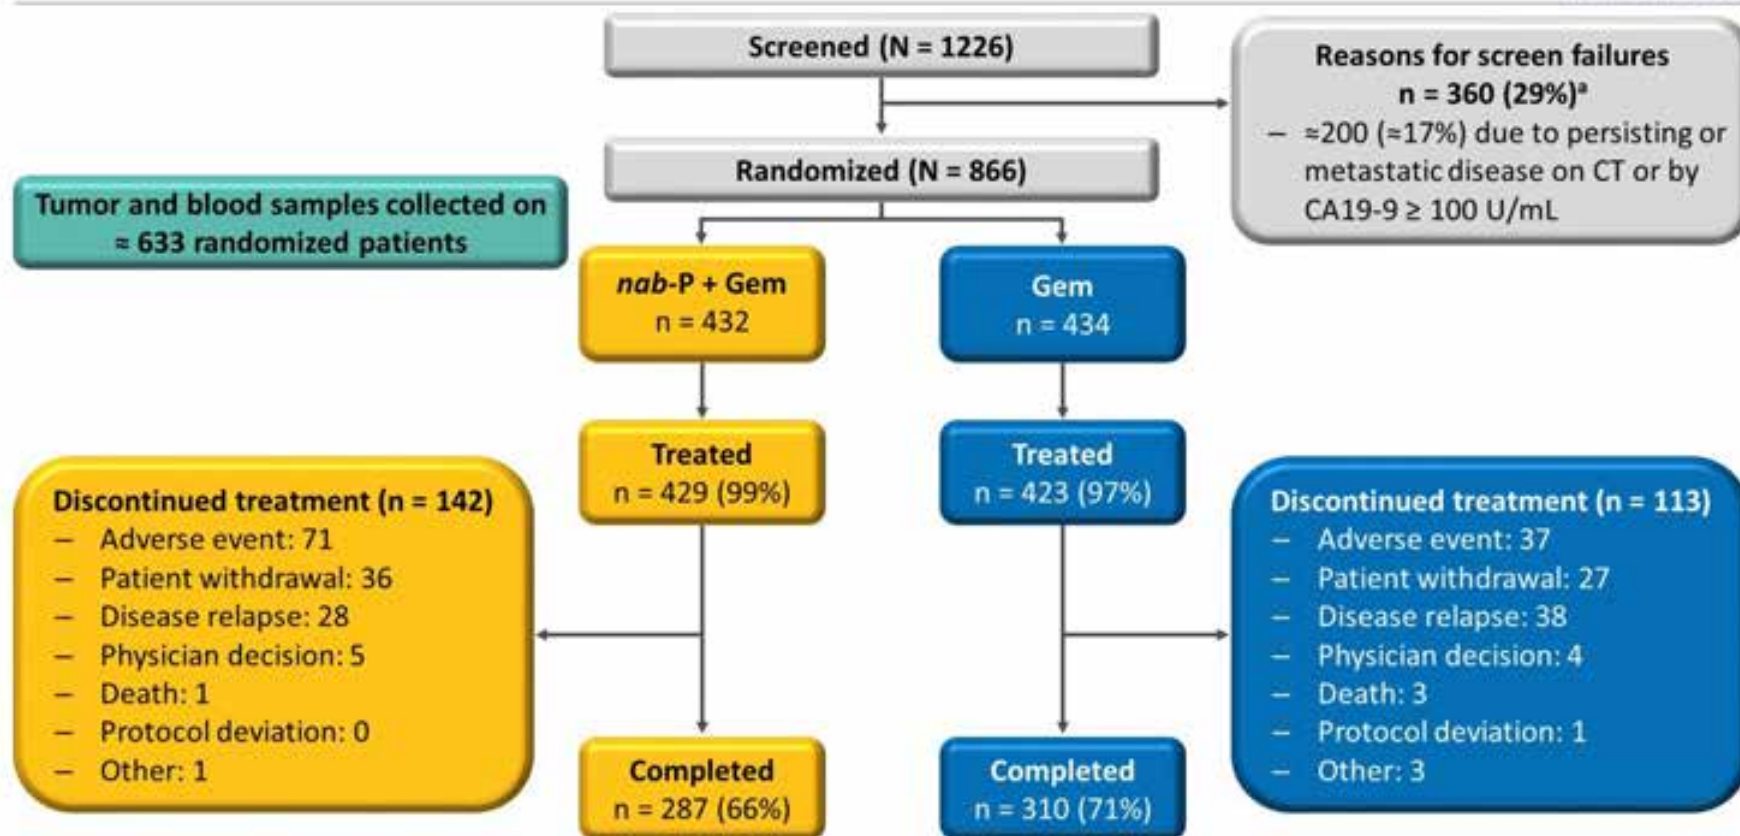 Screened (N = 1226)
Reasons for screen failures
n = 360 (29%)ª
– ≈200 (≈17%) due to persisting or
metastatic disease on CT or by
CA19-9 ≥ 100 U/mL
Randomized (N = 866)
Tumor and blood samples collected on
≈ 633 randomized patients
nab-P + Gem
n = 432
Gem
n = 434
Treated
n = 429 (99%)
Treated
n = 423 (97%)
Discontinued treatment (n = 142)
– Adverse event: 71
– Patient withdrawal: 36
– Disease relapse: 28
– Physician decision: 5
– Death: 1
– Protocol deviation: 0
– Other: 1
Discontinued treatment (n = 113)
– Adverse event: 37
– Patient withdrawal: 27
– Disease relapse: 38
– Physician decision: 4
– Death: 3
– Protocol deviation: 1
– Other: 3
Completed
n = 287 (66%)
Completed
n = 310 (71%)